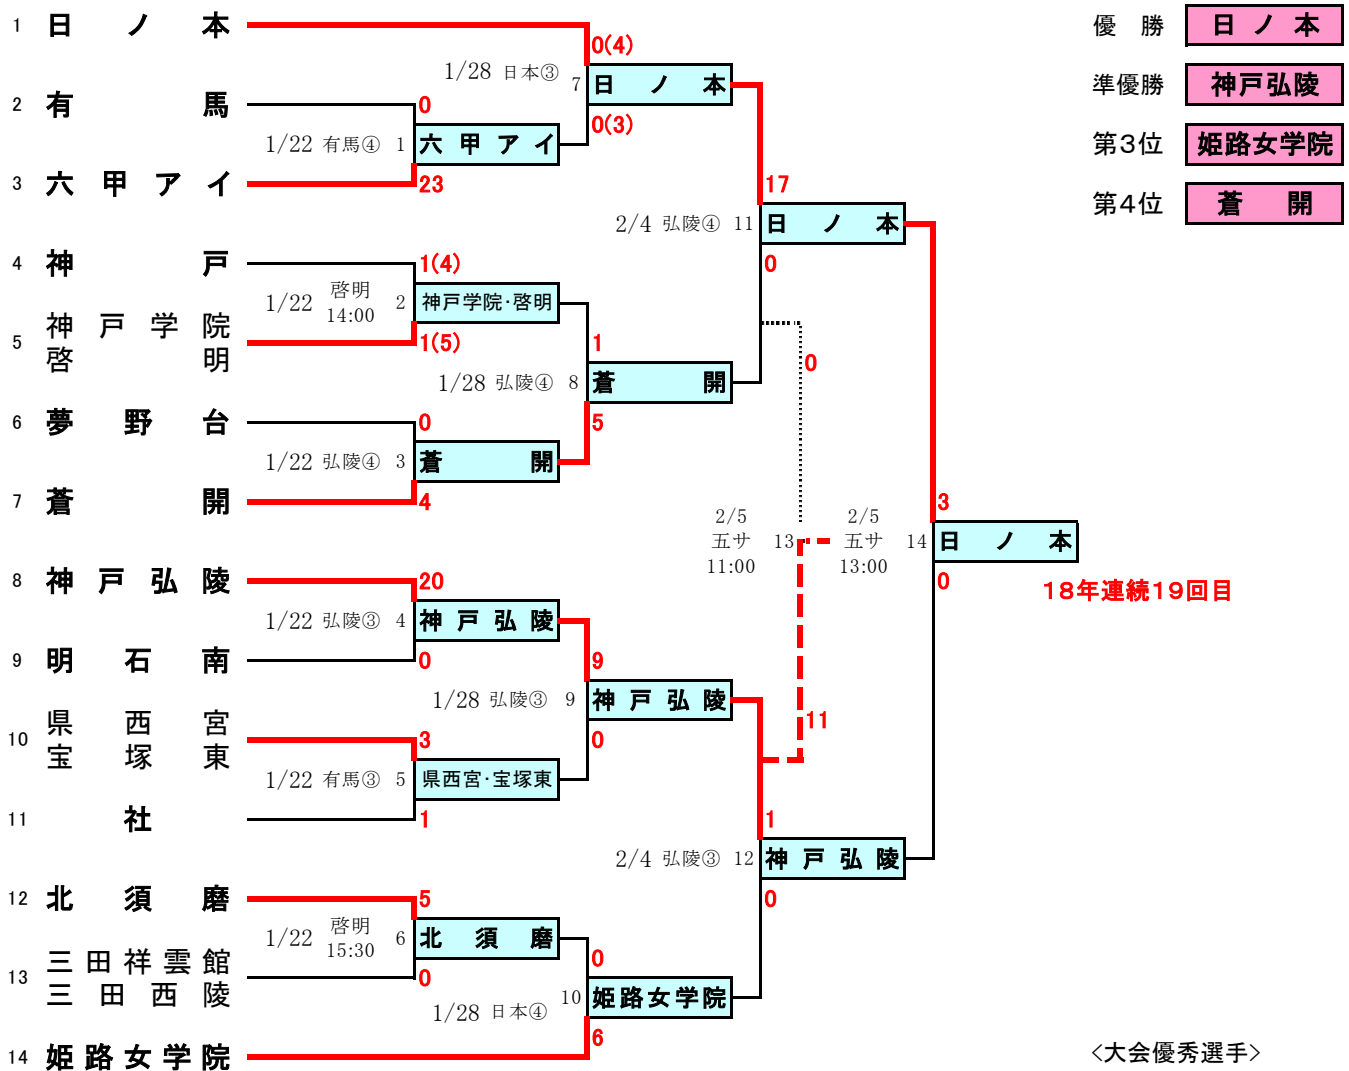 1 日ノ本
2 有馬
3 六甲アイ
4 神戸
5 神戸学院
啓明
6 夢野台
7 蒼開
8 神戸弘陵
9 明石南
10 県西宮
宝塚東
11 社
12 北須磨
13 三田祥雲館
三田西陵
14 姫路女学院
0
1/22 有馬④ 1 六甲アイ
23
1(4)
1/22 啓明
14:00
2 神戸学院·啓明
1(5)
0
1/22 弘陵④ 3 蒼開
4
20
1/22 弘陵③ 4 神戸弘陵
0
3
1/22 有馬③ 5 県西宮·宝塚東
1
5
1/22 啓明
15:30
6 北須磨
0
0(4)
1/28 日本③ 7 日ノ本
0(3)
1
1/28 弘陵④ 8 蒼開
5
9
1/28 弘陵③ 9 神戸弘陵
0
0
1/28 日本④ 10 姫路女学院
6
17
2/4 弘陵④ 11 日ノ本
0
1
2/4 弘陵③ 12 神戸弘陵
0
0
2/5
五サ
11:00
13
11
3
2/5
五サ
13:00
14 日ノ本
0
18年連続19回目
優勝 日ノ本
準優勝 神戸弘陵
第3位 姫路女学院
第4位 蒼開
<大会優秀選手>